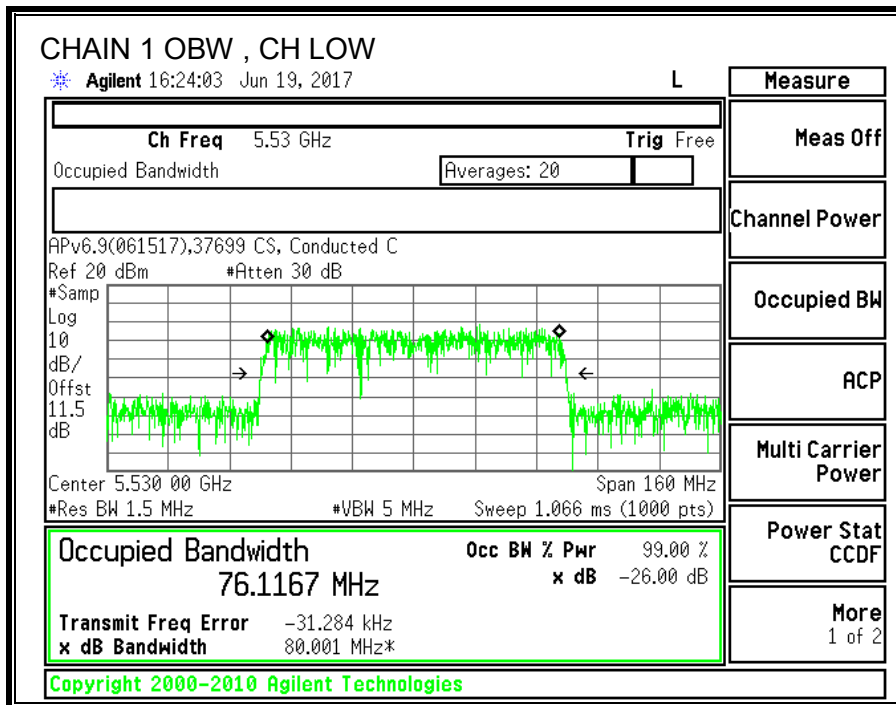 CHAIN 1 OBW , CH LOW
Agilent 16:24:03 Jun 19, 2017 L
Measure
Ch Freq 5.53 GHz Trig Free
Occupied Bandwidth Averages: 20
APv6.9(061517),37699 CS, Conducted C
Ref 20 dBm #Atten 30 dB
#Samp
Log
10
dB/
Offst
11.5
dB
Center 5.530 00 GHz Span 160 MHz
#Res BW 1.5 MHz #VBW 5 MHz Sweep 1.066 ms (1000 pts)
Occupied Bandwidth Occ BW % Pwr 99.00 %
76.1167 MHz x dB -26.00 dB
Transmit Freq Error -31.284 kHz
x dB Bandwidth 80.001 MHz*
Meas Off
Channel Power
Occupied BW
ACP
Multi Carrier
Power
Power Stat
CCDF
More
1 of 2
Copyright 2000-2010 Agilent Technologies